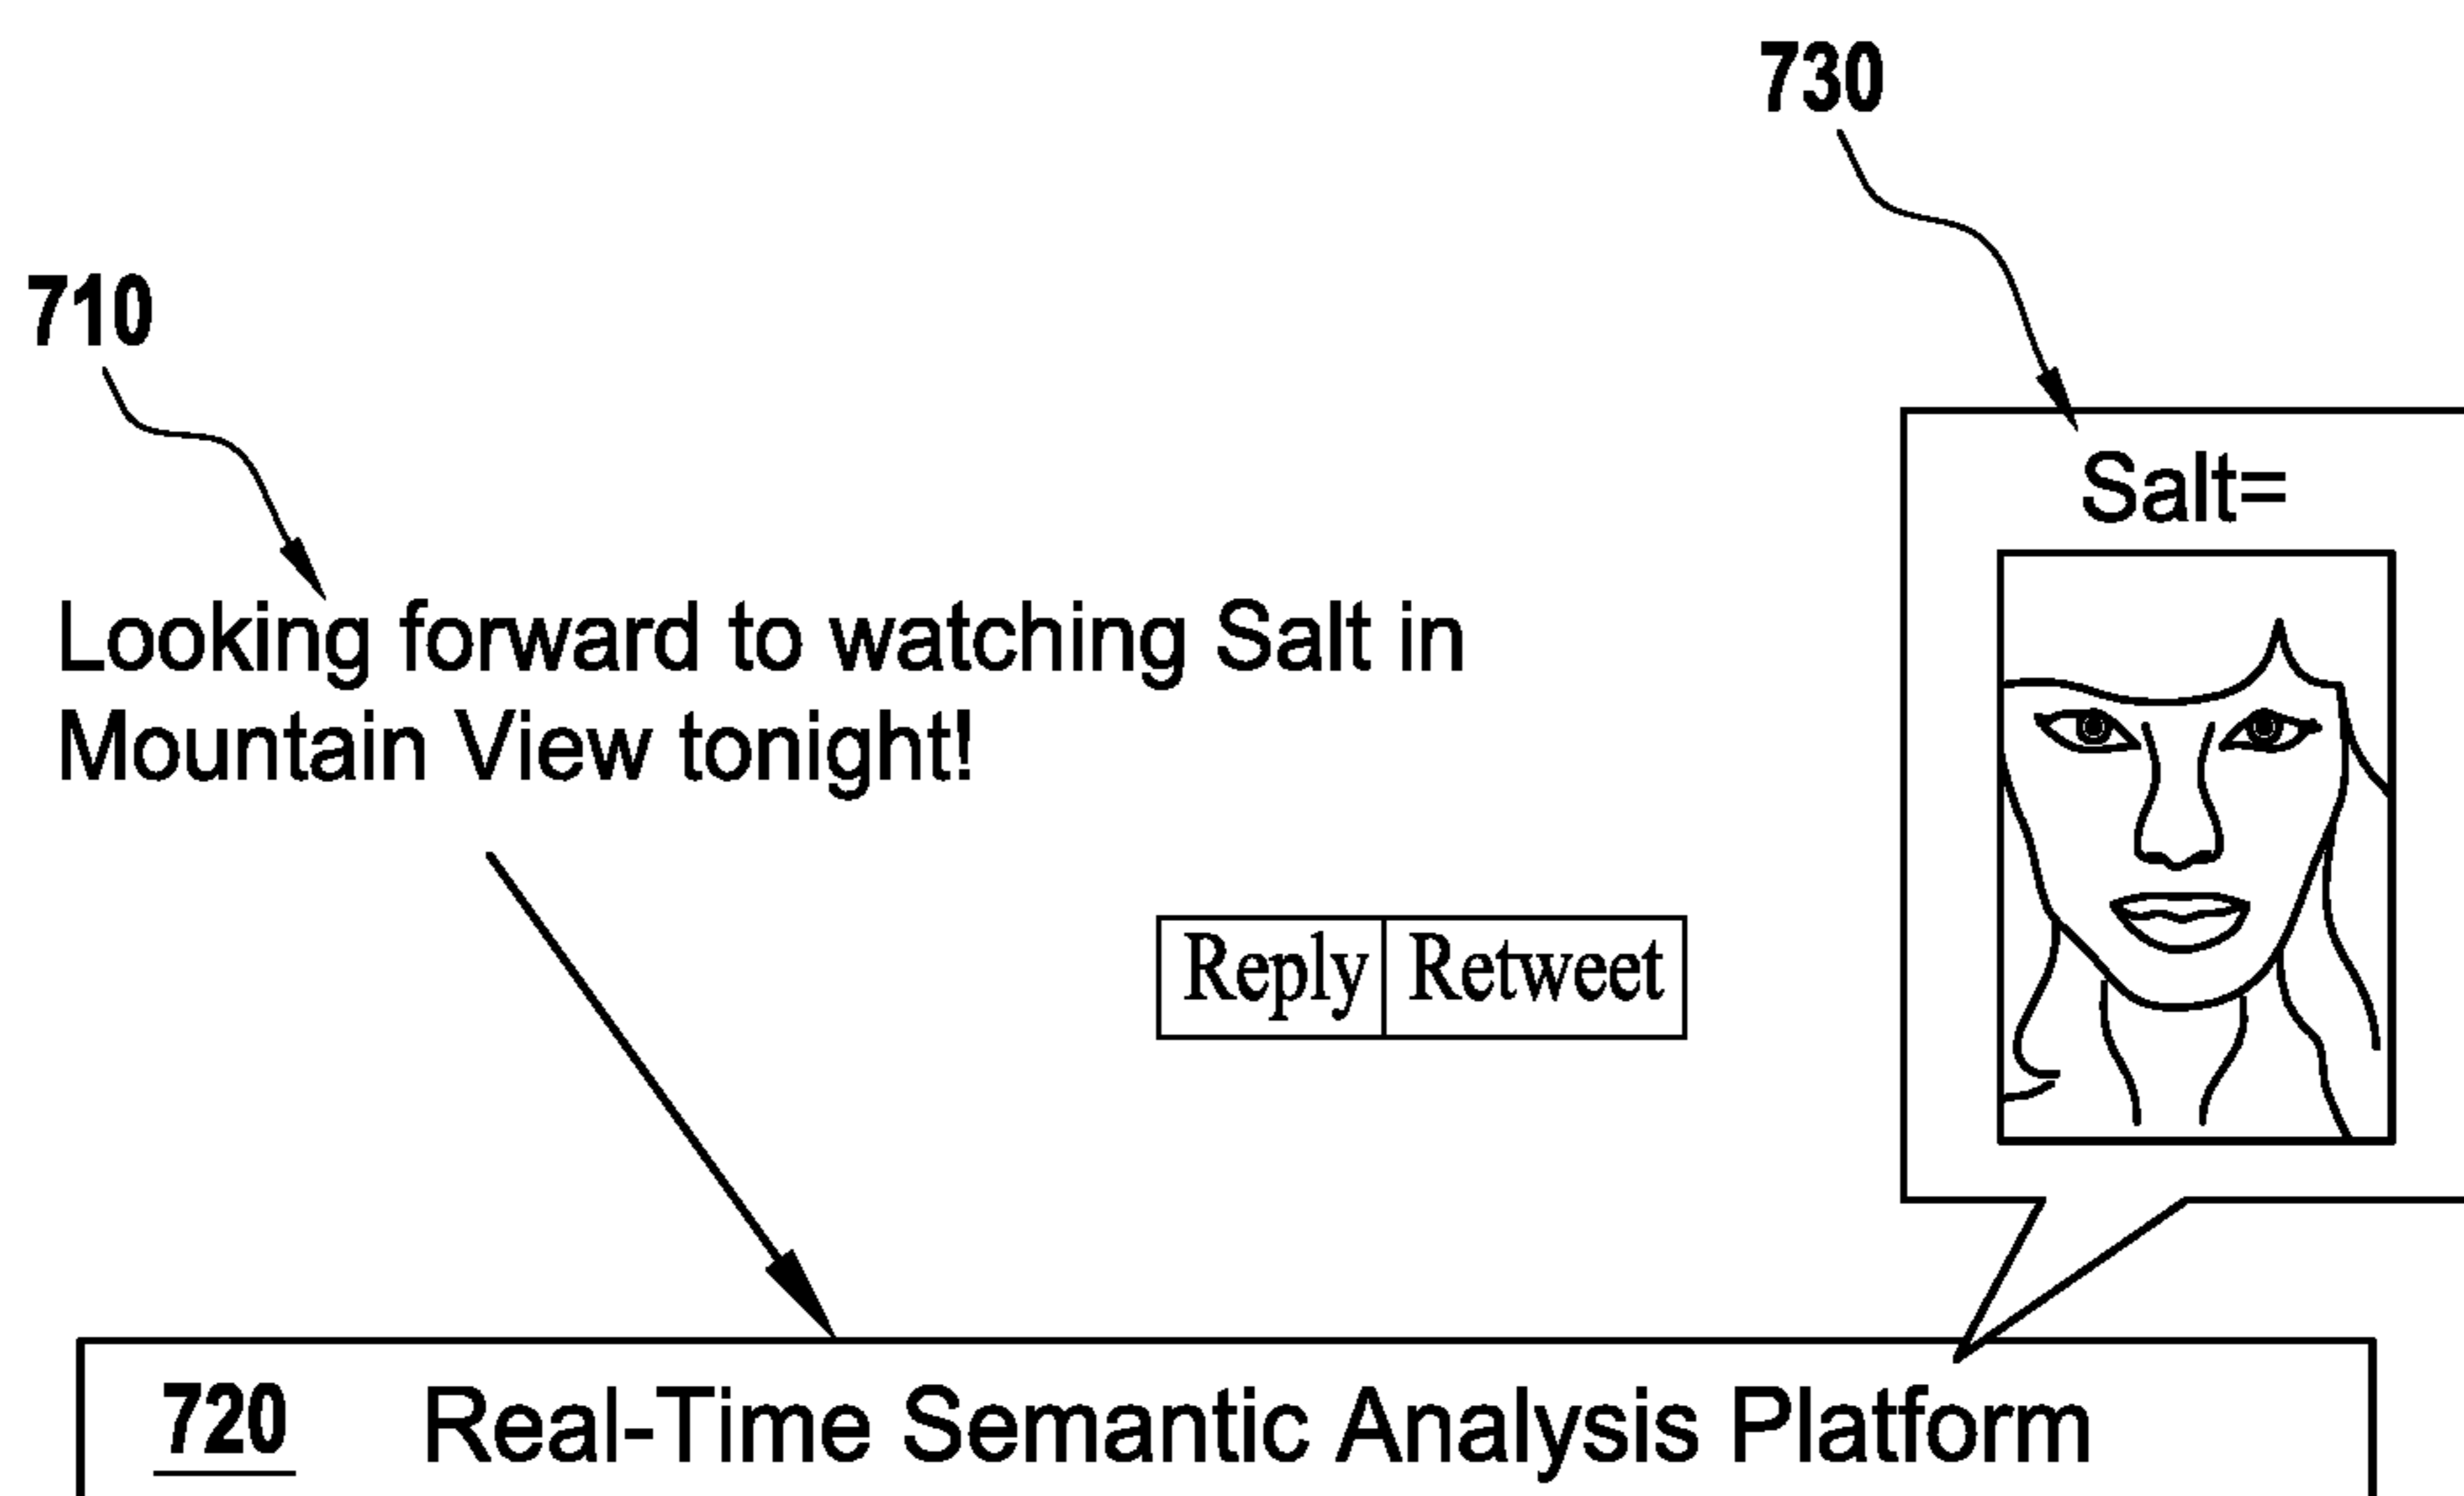 730
710
Salt=
Looking forward to watching Salt in
Mountain View tonight!
Reply Retweet
720 Real-Time Semantic Analysis Platform